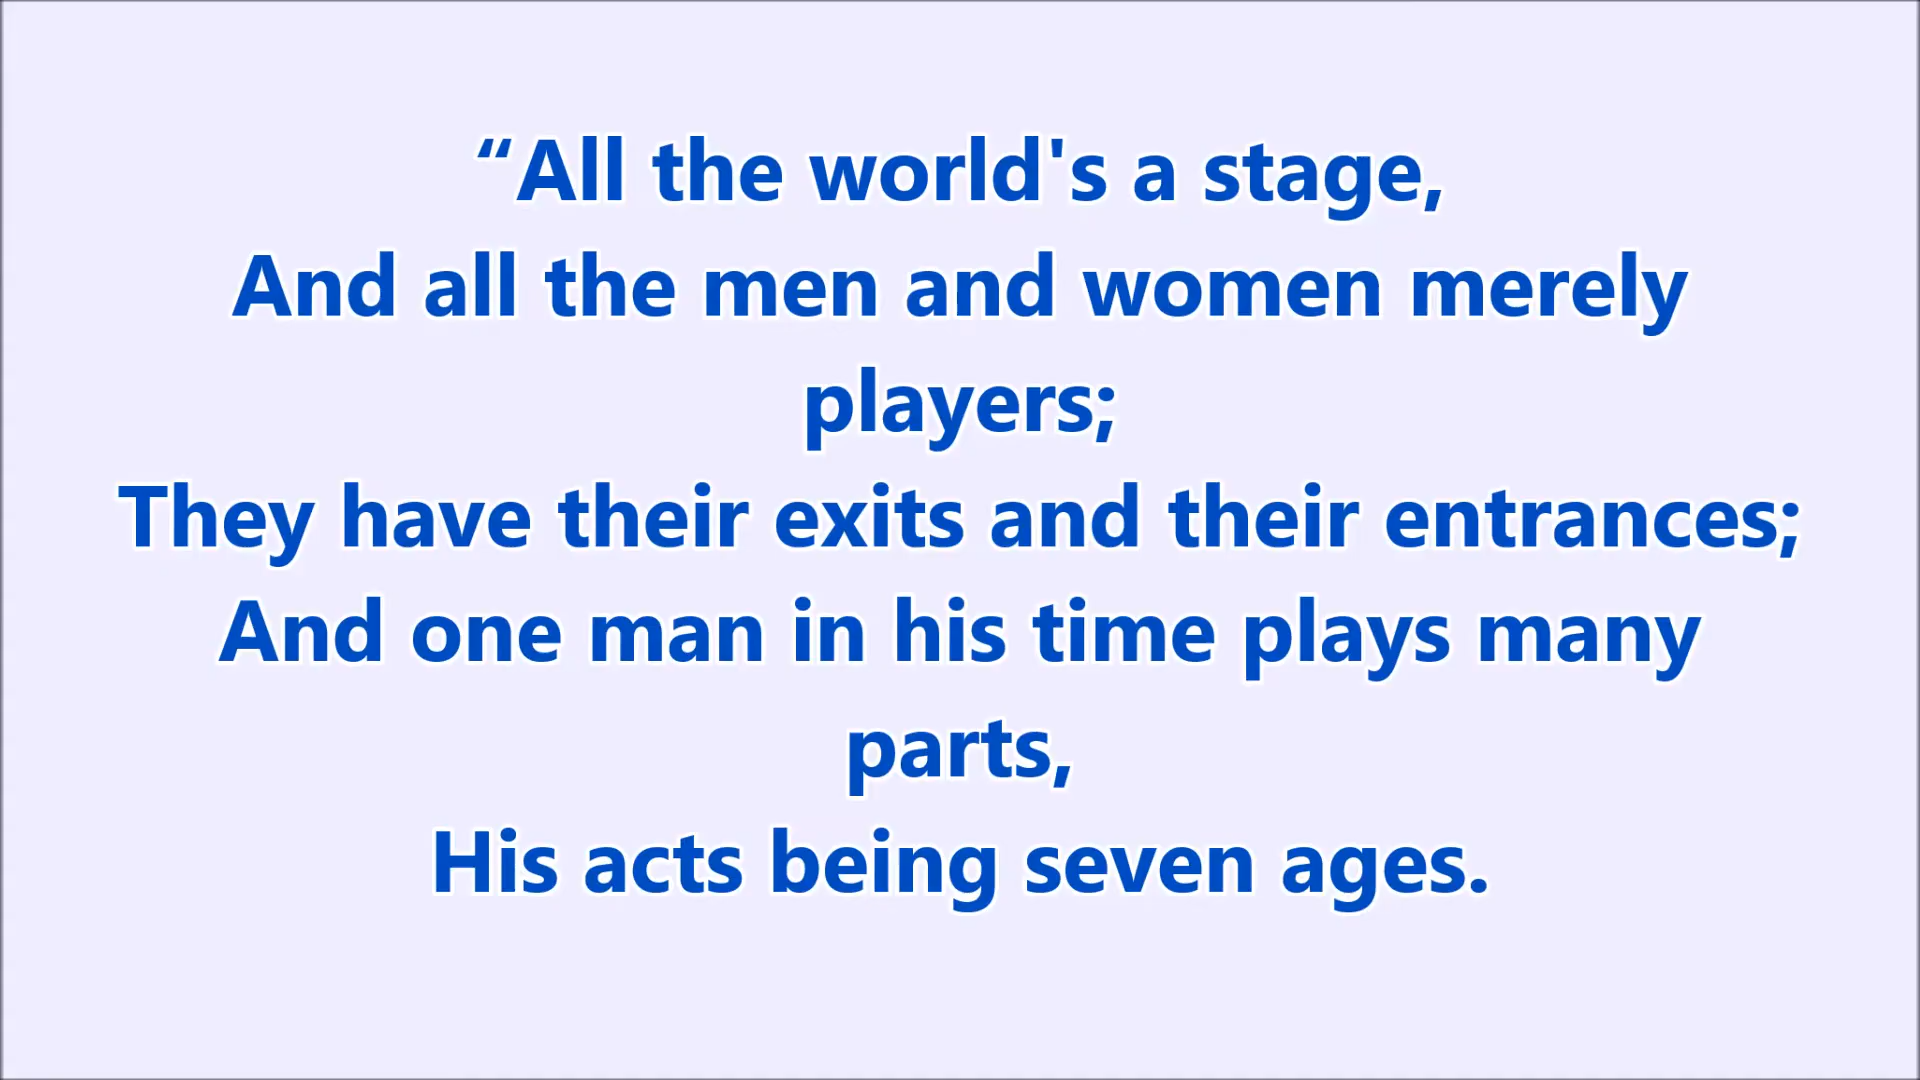 “All the world's a stage,
And all the men and women merely
players;
They have their exits and their entrances;
And one man in his time plays many
parts,
His acts being seven ages.